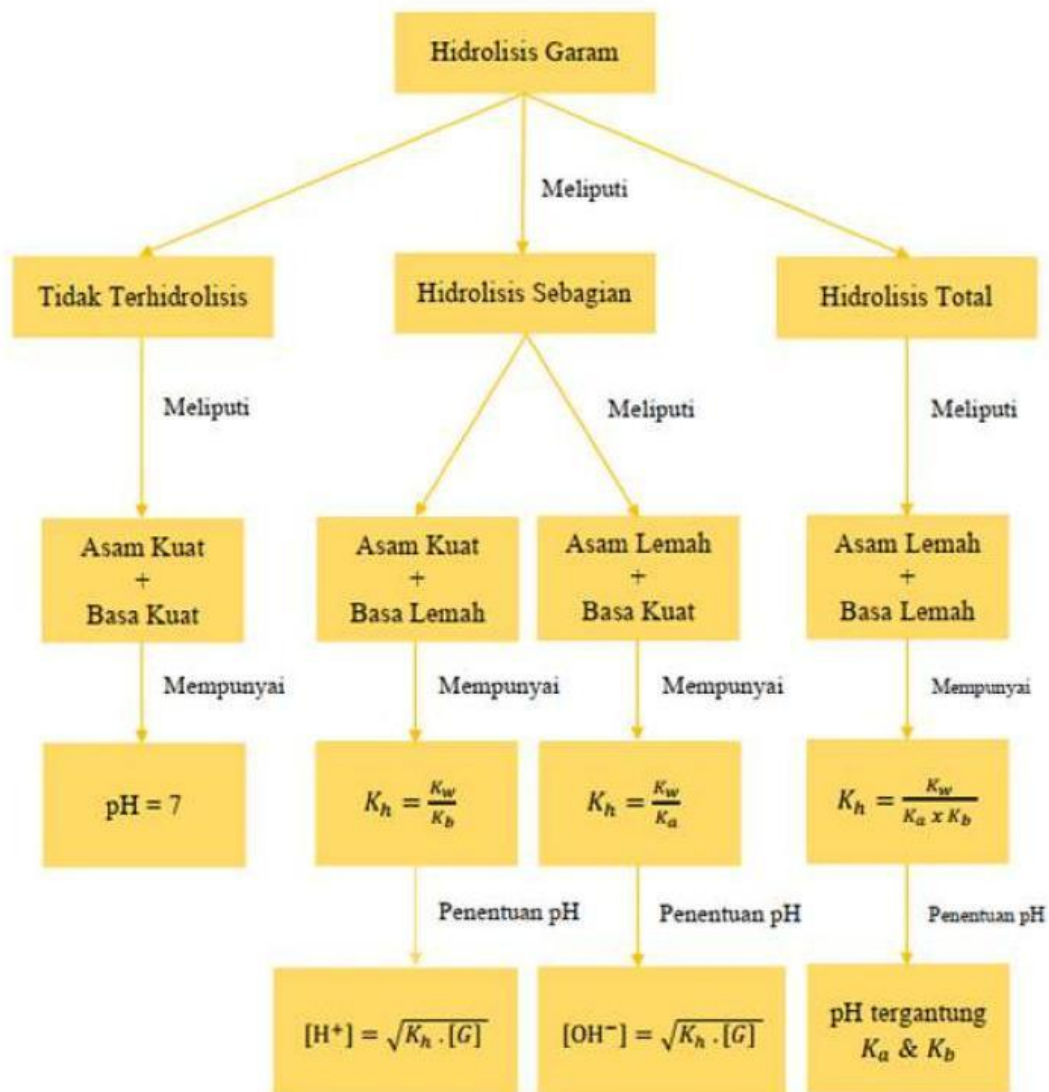 Hidrolisis Garam
Meliputi
Tidak Terhidrolisis
Hidrolisis Sebagian
Hidrolisis Total
Meliputi
Meliputi
Meliputi
Asam Kuat
+
Basa Kuat
Asam Kuat
+
Basa Lemah
Asam Lemah
+
Basa Kuat
Asam Lemah
+
Basa Lemah
Mempunyai
Mempunyai
Mempunyai
Mempunyai
pH = 7
K_h = K_w / K_b
K_h = K_w / K_a
K_h = K_w / K_a x K_b
Penentuan pH
Penentuan pH
Penentuan pH
[H⁺] = √K_h . [G]
[OH⁻] = √K_h . [G]
pH tergantung
K_a & K_b